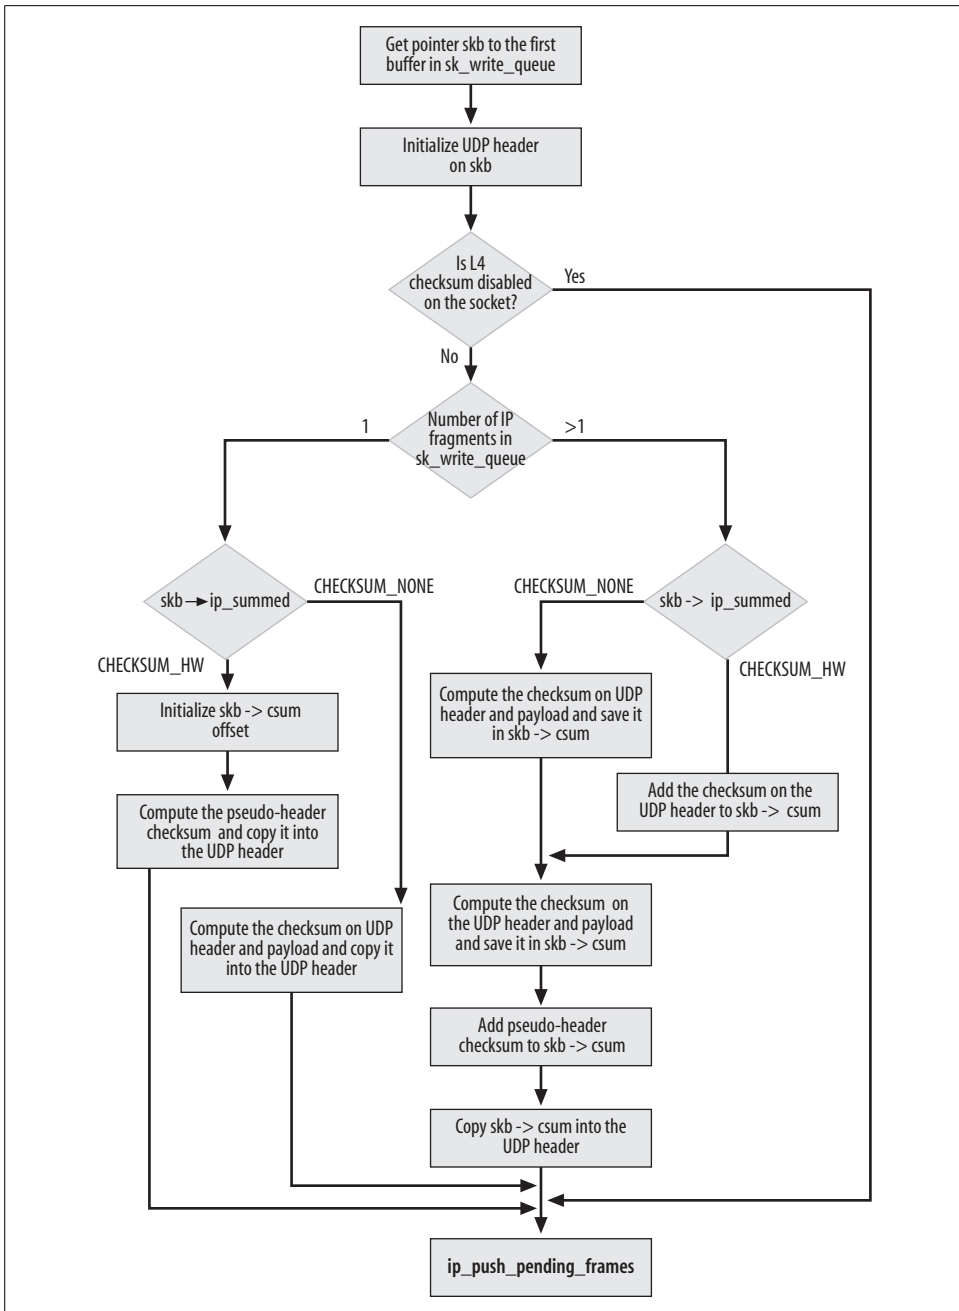 Get pointer skb to the first
buffer in sk_write_queue
Initialize UDP header
on skb
Is L4
checksum disabled
on the socket?
Yes
No
Number of IP
fragments in
sk_write_queue
1
>1
skb → ip_summed
CHECKSUM_NONE
CHECKSUM_NONE
skb -> ip_summed
CHECKSUM_HW
CHECKSUM_HW
Initialize skb -> csum
offset
Compute the checksum on UDP
header and payload and save it
in skb -> csum
Compute the pseudo-header
checksum and copy it into
the UDP header
Add the checksum on the
UDP header to skb -> csum
Compute the checksum on UDP
header and payload and copy it
into the UDP header
Compute the checksum on
the UDP header and payload
and save it in skb -> csum
Add pseudo-header
checksum to skb -> csum
Copy skb -> csum into the
UDP header
ip_push_pending_frames